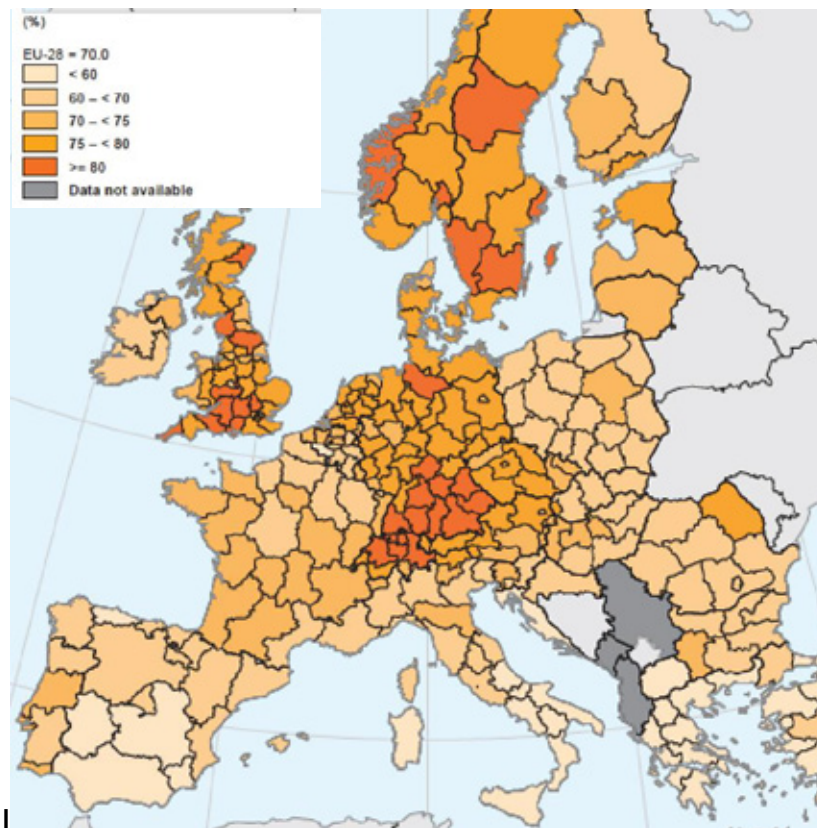 (%)
EU-28 = 70.0
< 60
60 – < 70
70 – < 75
75 – < 80
>= 80
Data not available